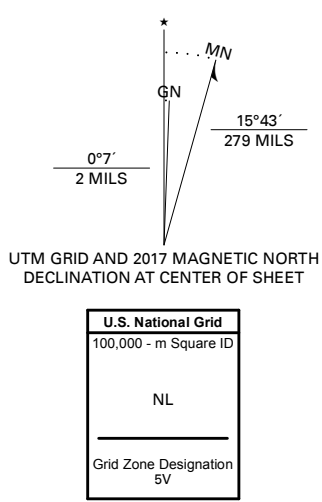 ★
MN
GN
15°43´
279 MILS
0°7´
2 MILS
UTM GRID AND 2017 MAGNETIC NORTH
DECLINATION AT CENTER OF SHEET
U.S. National Grid
100,000 - m Square ID
NL
Grid Zone Designation
5V